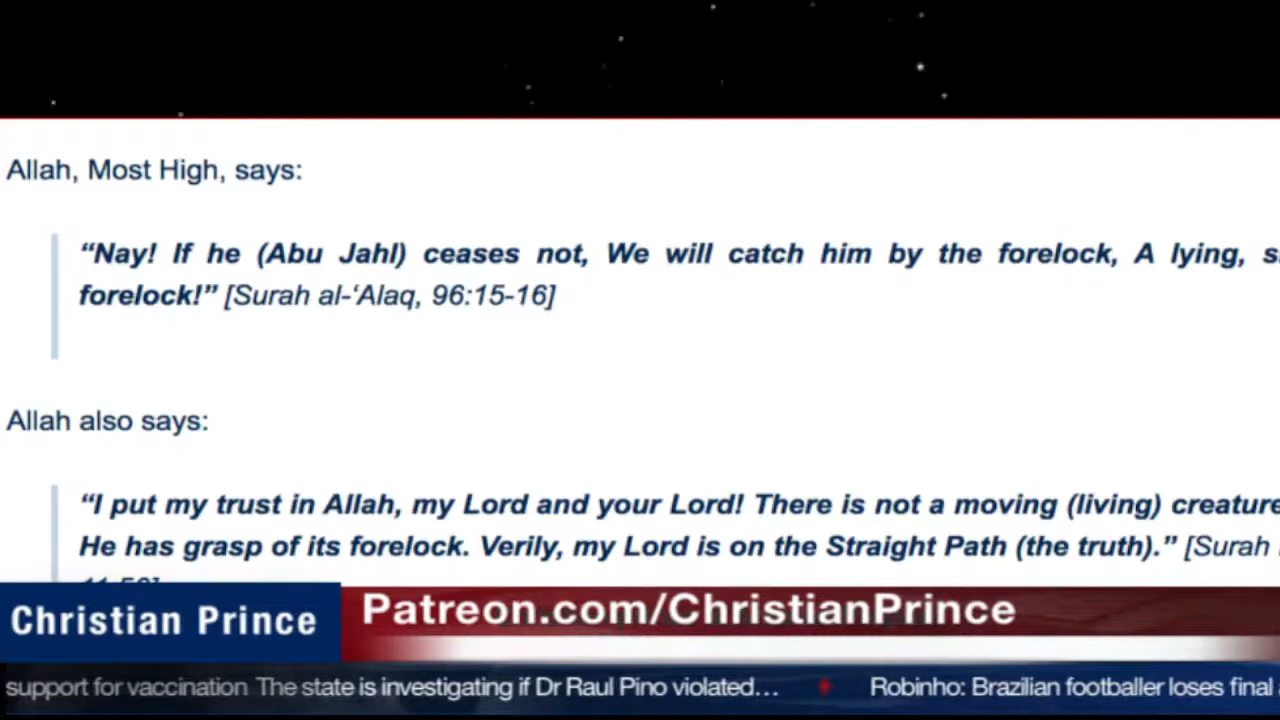 Allah, Most High, says:
“Nay! If he (Abu Jahl) ceases not, We will catch him by the forelock, A lying,
forelock!” [Surah al-‘Alaq, 96:15-16]
Allah also says:
“I put my trust in Allah, my Lord and your Lord! There is not a moving (living) creature
He has grasp of its forelock. Verily, my Lord is on the Straight Path (the truth).” [Surah
Christian Prince
Patreon.com/ChristianPrince
support for vaccination The state is investigating if Dr Raul Pino violated... Robinho: Brazilian footballer loses final